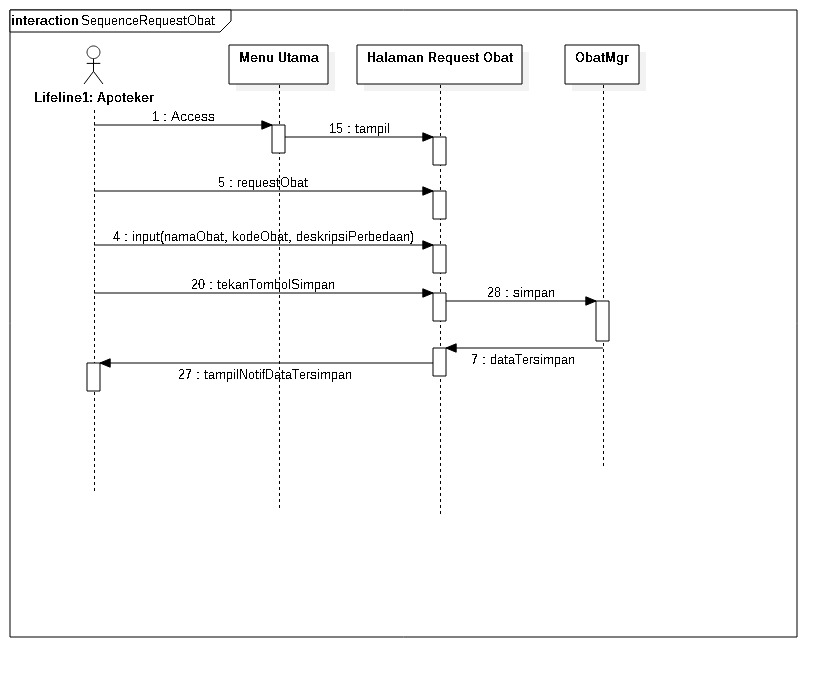 interaction SequenceRequestObat
Menu Utama
Halaman Request Obat
ObatMgr
Lifeline1: Apoteker
1 : Access
15 : tampil
5 : requestObat
4 : input(namaObat, kodeObat, deskripsiPerbedaan)
20 : tekanTombolSimpan
28 : simpan
7 : dataTersimpan
27 : tampilNotifDataTersimpan